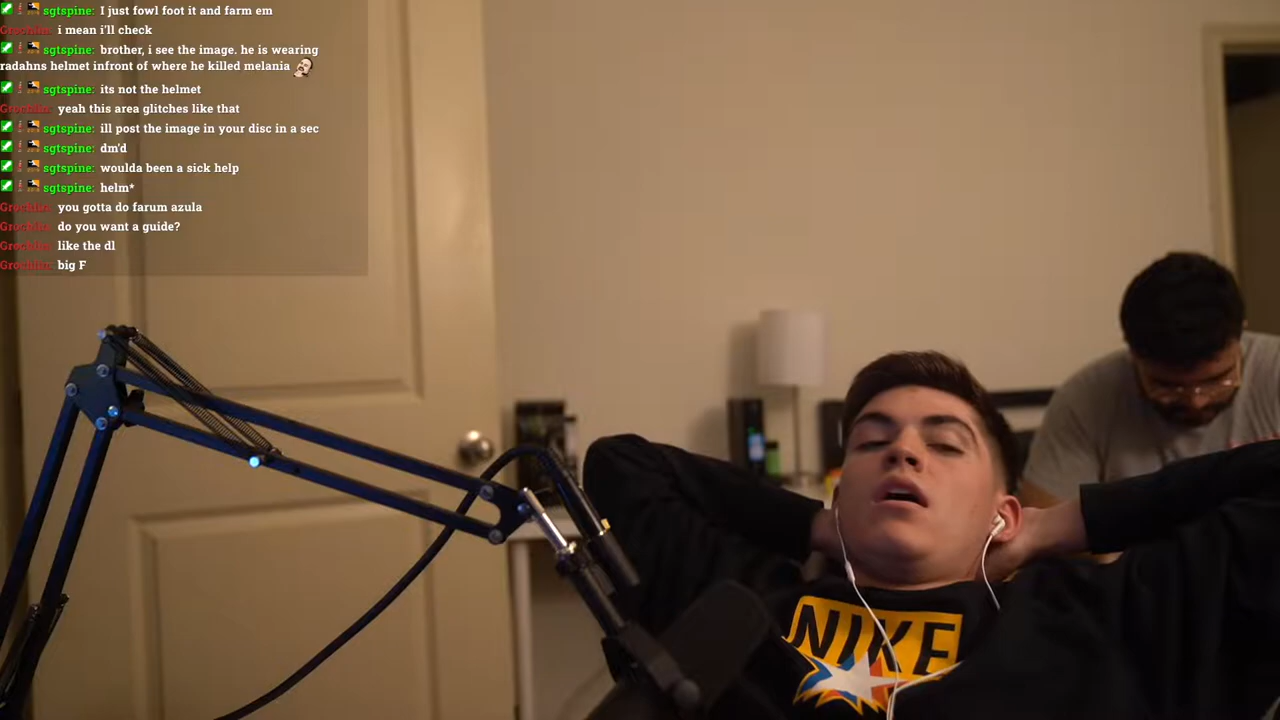 sgtspine: I just fowl foot it and farm em
Grochlin: i mean i'll check
sgtspine: brother, i see the image. he is wearing
radahns helmet infront of where he killed melania
sgtspine: its not the helmet
yeah this area glitches like that
sgtspine: ill post the image in your disc in a sec
sgtspine: dm'd
sgtspine: woulda been a sick help
sgtspine: helm*
you gotta do farum azula
do you want a guide?
like the dl
big F
NIKE